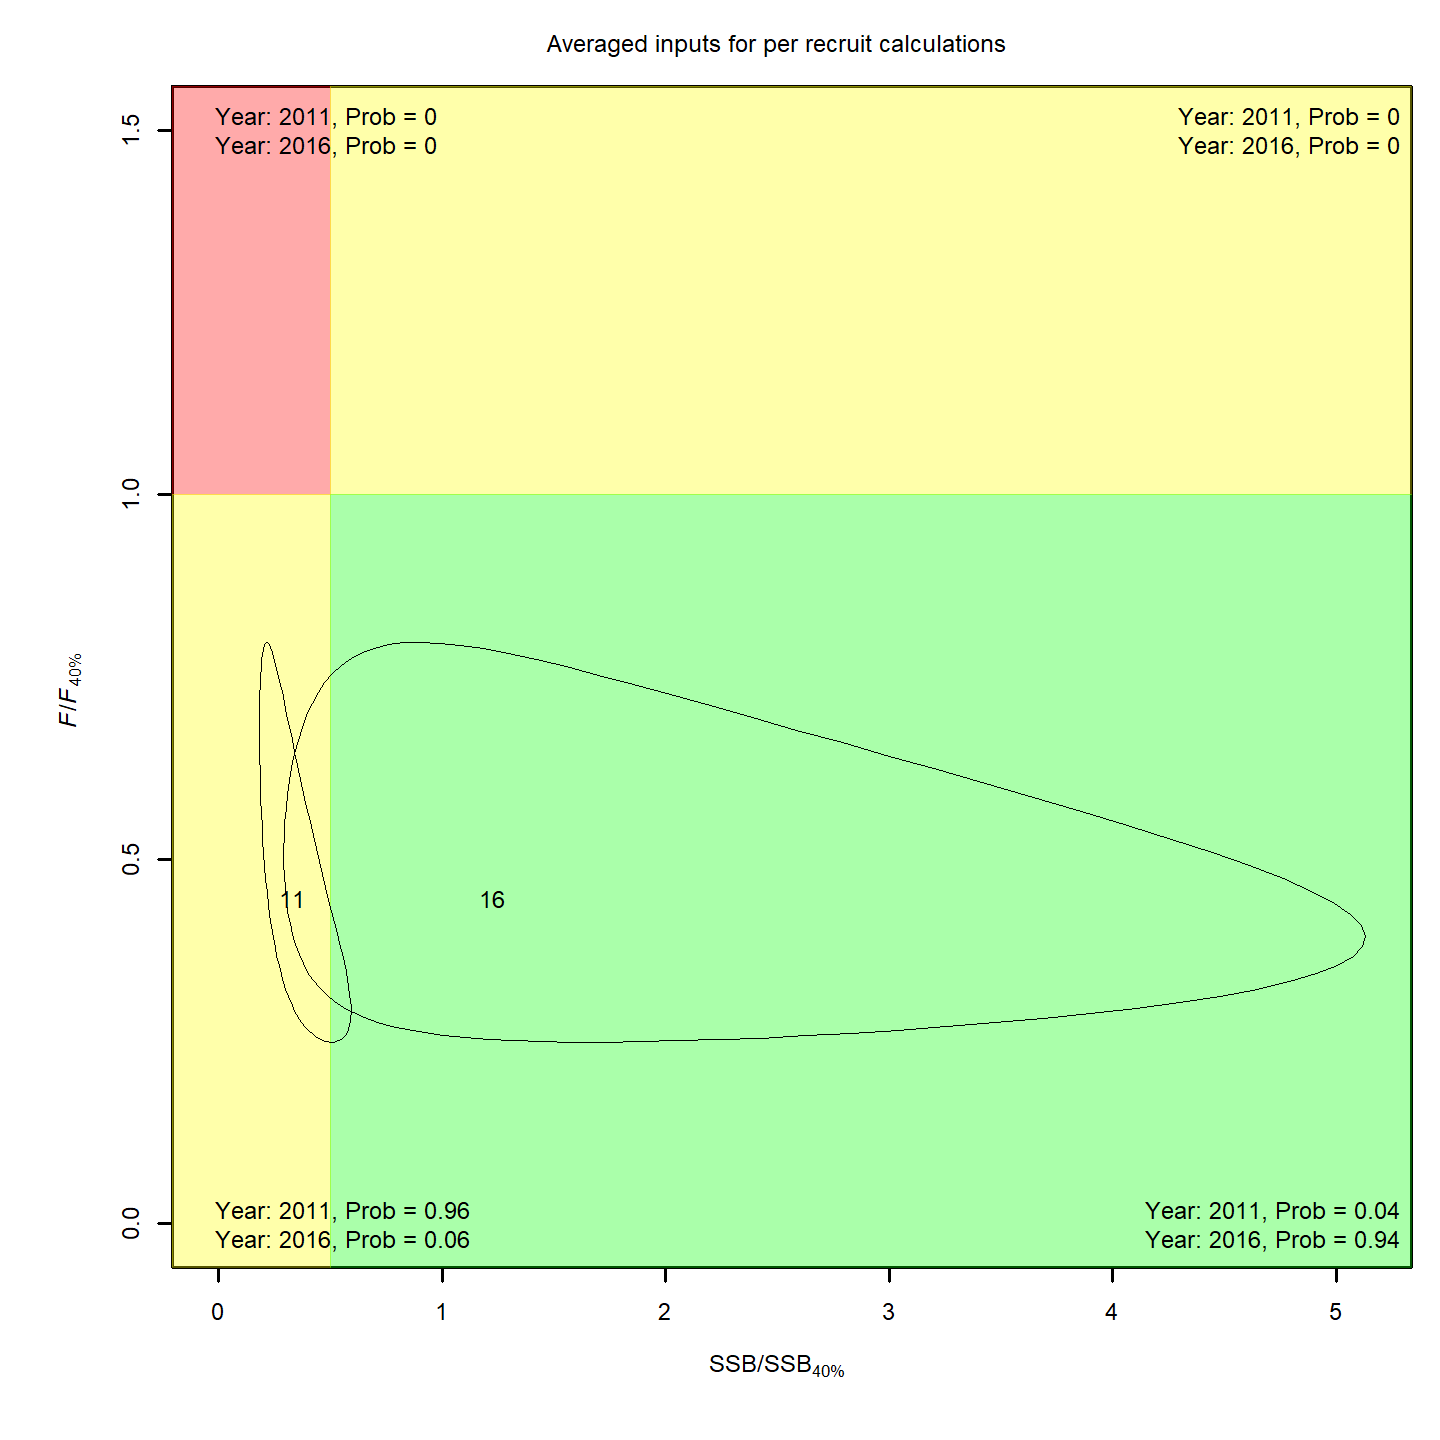 Averaged inputs for per recruit calculations
Year: 2011, Prob = 0
Year: 2016, Prob = 0
Year: 2011, Prob = 0
Year: 2016, Prob = 0
1.5
1.0
0.5
0.0
F/F40%
11
16
Year: 2011, Prob = 0.96
Year: 2016, Prob = 0.06
Year: 2011, Prob = 0.04
Year: 2016, Prob = 0.94
0 1 2 3 4 5
SSB/SSB40%